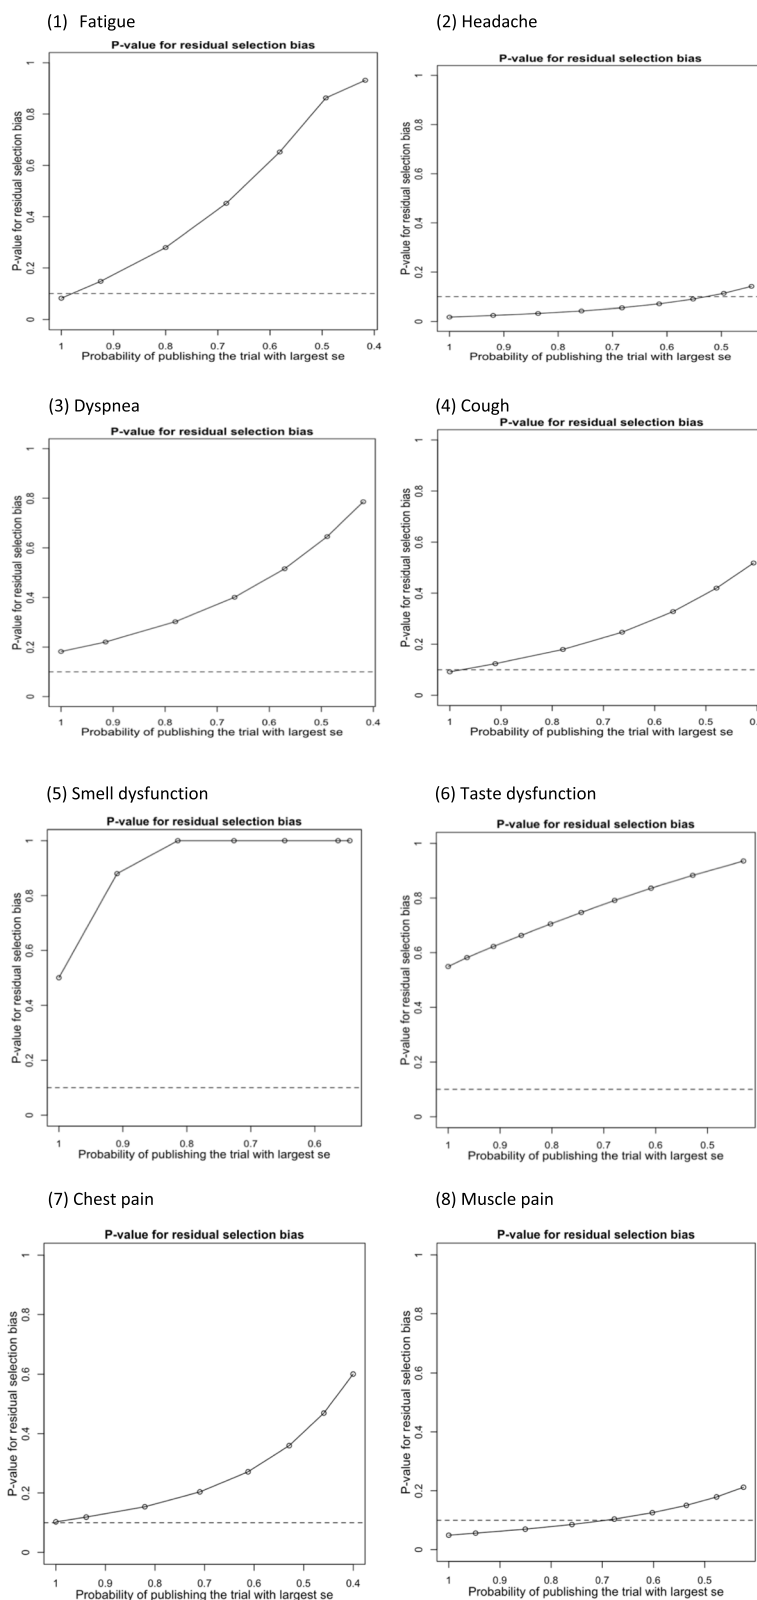 (1) Fatigue
P-value for residual selection bias
P-value for residual selection bias
0 0.2 0.4 0.6 0.8 1
1 0.9 0.8 0.7 0.6 0.5 0.4
Probability of publishing the trial with largest se
(2) Headache
P-value for residual selection bias
P-value for residual selection bias
0 0.2 0.4 0.6 0.8 1
1 0.9 0.8 0.7 0.6 0.5
Probability of publishing the trial with largest se
(3) Dyspnea
P-value for residual selection bias
P-value for residual selection bias
0 0.2 0.4 0.6 0.8 1
1 0.9 0.8 0.7 0.6 0.5 0.4
Probability of publishing the trial with largest se
(4) Cough
P-value for residual selection bias
P-value for residual selection bias
0 0.2 0.4 0.6 0.8 1
1 0.9 0.8 0.7 0.6 0.5
Probability of publishing the trial with largest se
(5) Smell dysfunction
P-value for residual selection bias
P-value for residual selection bias
0 0.2 0.4 0.6 0.8 1
1 0.9 0.8 0.7 0.6
Probability of publishing the trial with largest se
(6) Taste dysfunction
P-value for residual selection bias
P-value for residual selection bias
0 0.2 0.4 0.6 0.8 1
1 0.9 0.8 0.7 0.6 0.5
Probability of publishing the trial with largest se
(7) Chest pain
P-value for residual selection bias
P-value for residual selection bias
0 0.2 0.4 0.6 0.8 1
1 0.9 0.8 0.7 0.6 0.5 0.4
Probability of publishing the trial with largest se
(8) Muscle pain
P-value for residual selection bias
P-value for residual selection bias
0 0.2 0.4 0.6 0.8 1
1 0.9 0.8 0.7 0.6 0.5
Probability of publishing the trial with largest se